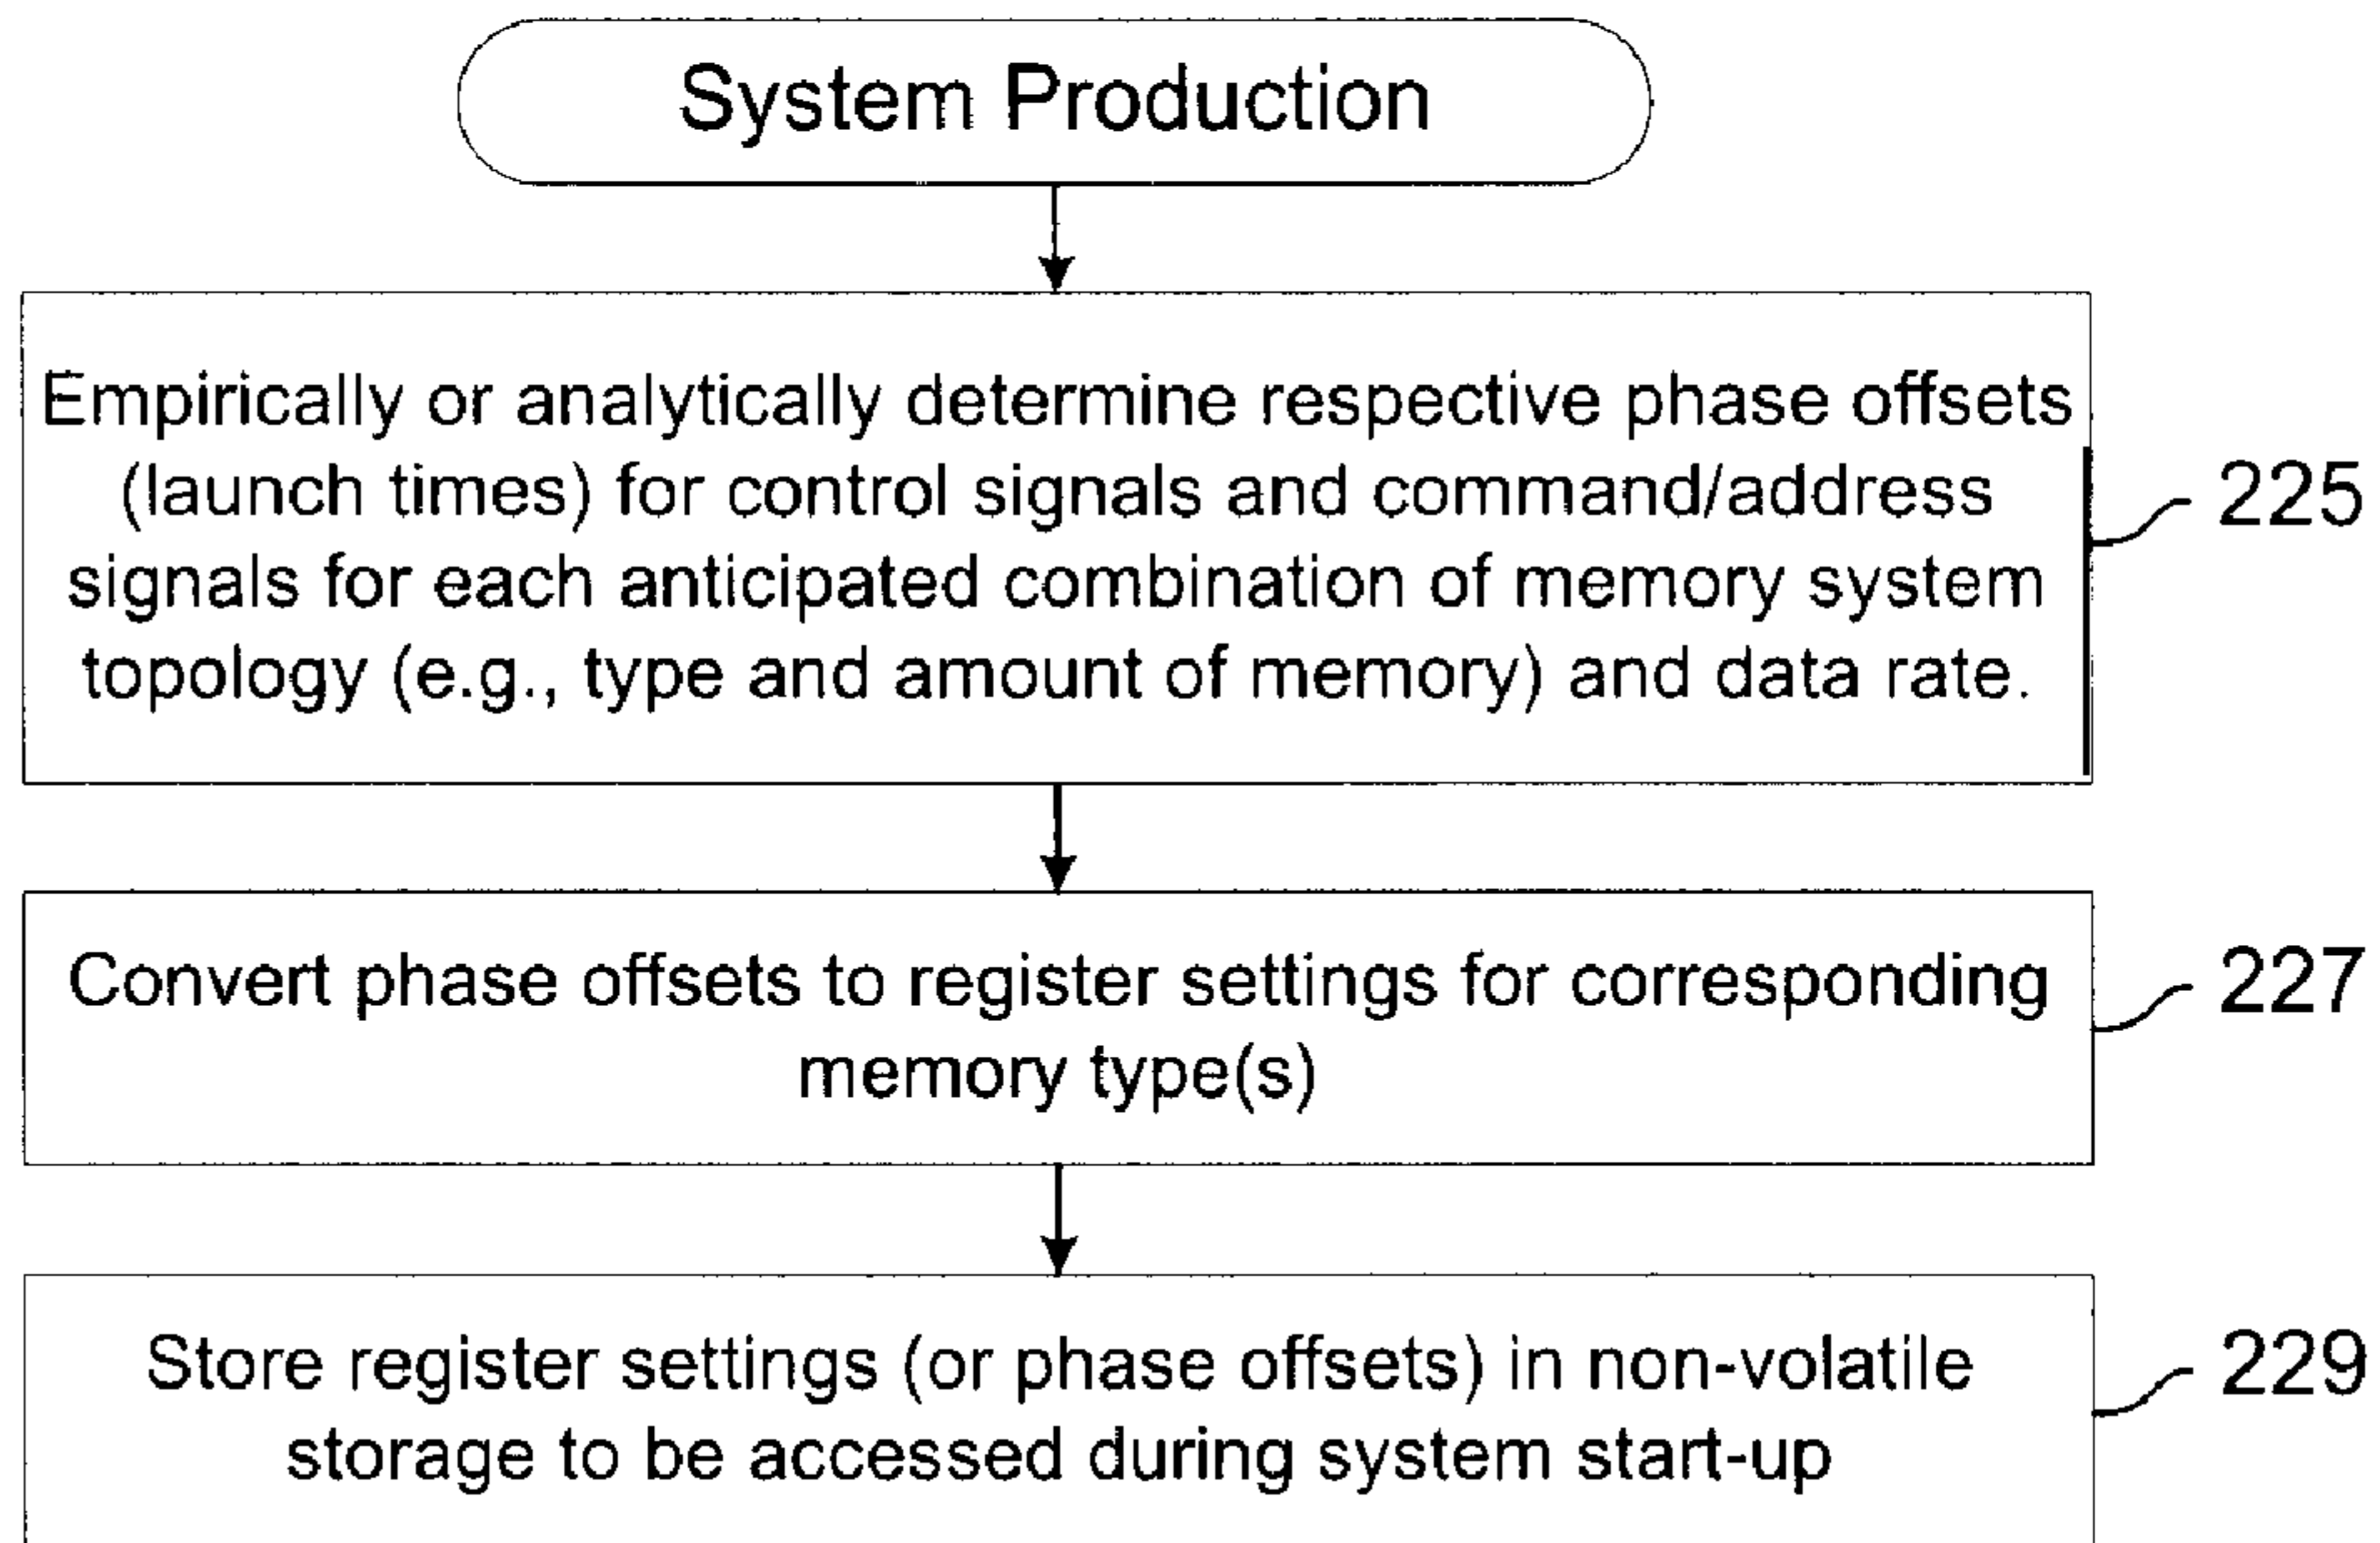 System Production
Empirically or analytically determine respective phase offsets
(launch times) for control signals and command/address
signals for each anticipated combination of memory system
topology (e.g., type and amount of memory) and data rate.
225
Convert phase offsets to register settings for corresponding
memory type(s)
227
Store register settings (or phase offsets) in non-volatile
storage to be accessed during system start-up
229